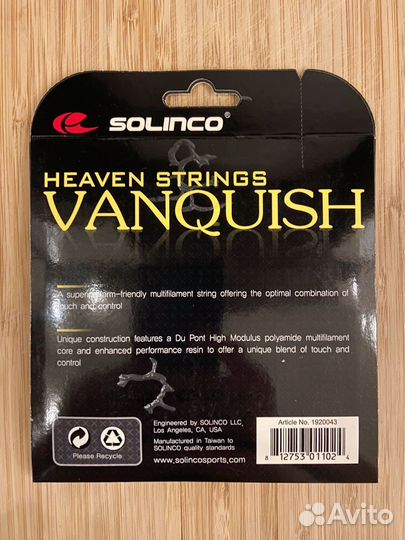 SOLINCO®
HEAVEN STRINGS
VANQUISH
A superb arm-friendly multifilament string offering the optimal combination of
touch and control
Unique construction features a Du Pont High Modulus polyamide multifilament
core and enhanced performance resin to offer a unique blend of touch and
control
Please Recycle
Engineered by SOLINCO LLC,
Los Angeles, CA, USA
Manufactured in Taiwan to
SOLINCO quality standards
www.solincosports.com
Article No. 1920043
8 12753 01102 4
Avito